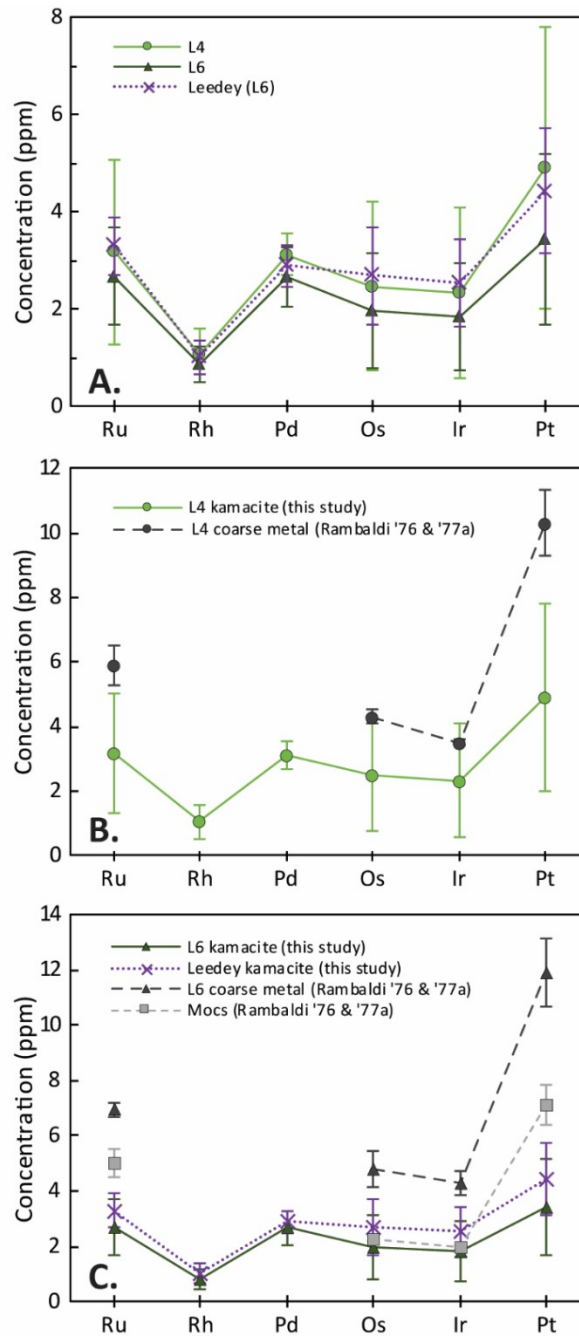 8
L4
L6
Leedey (L6)
6
4
2
0
Concentration (ppm)
A.
Ru Rh Pd Os Ir Pt
12
L4 kamacite (this study)
L4 coarse metal (Rambaldi '76 & '77a)
10
8
6
4
2
0
Concentration (ppm)
B.
Ru Rh Pd Os Ir Pt
14
L6 kamacite (this study)
Leedey kamacite (this study)
L6 coarse metal (Rambaldi '76 & '77a)
Mocs (Rambaldi '76 & '77a)
12
10
8
6
4
2
0
Concentration (ppm)
C.
Ru Rh Pd Os Ir Pt